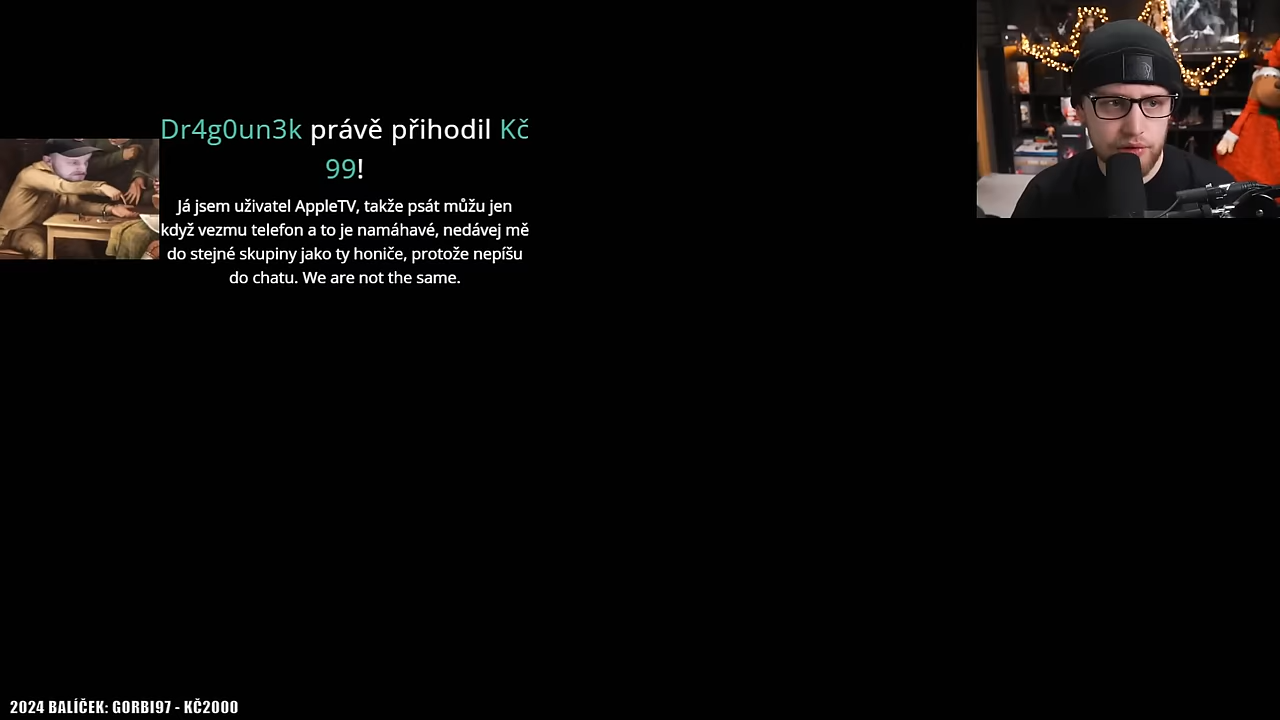 Dr4g0un3k právě přihodil Kč
99!
Já jsem uživatel AppleTV, takže psát můžu jen
když vezmu telefon a to je namáhavé, nedávej mě
do stejné skupiny jako ty honiče, protože nepíšu
do chatu. We are not the same.
2024 BALÍČEK: GORBI97 - KČ2000